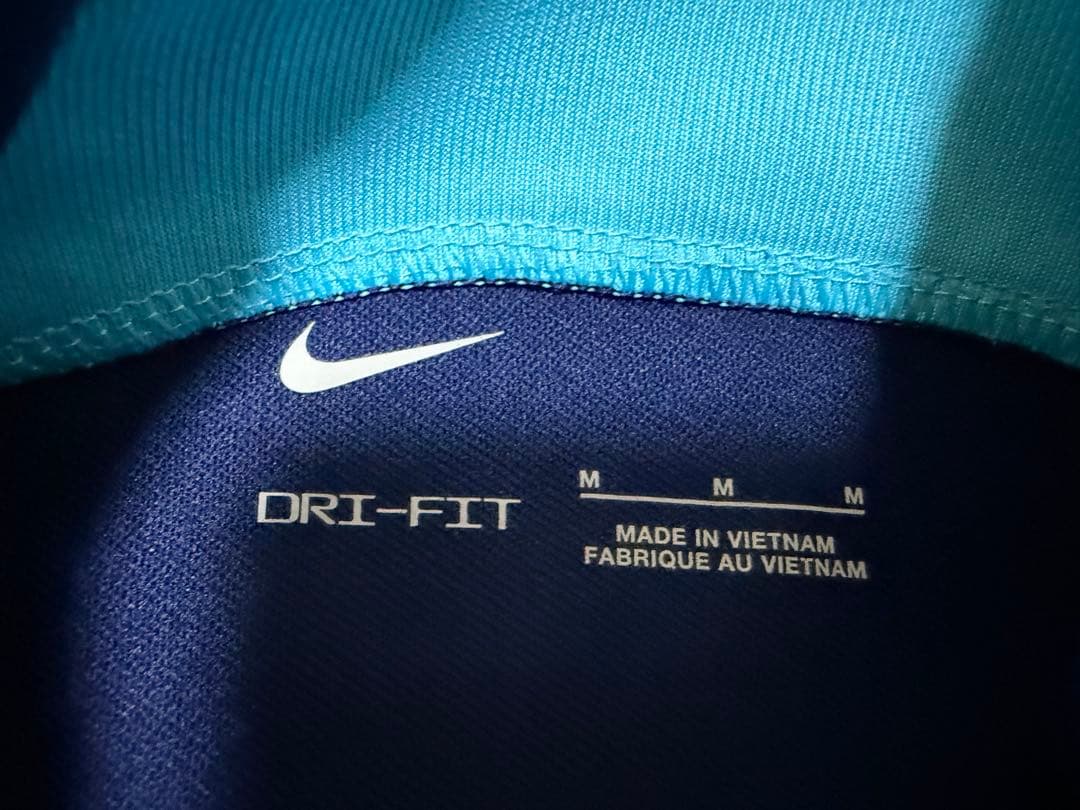 DRI-FIT
M M M
MADE IN VIETNAM
FABRIQUE AU VIETNAM